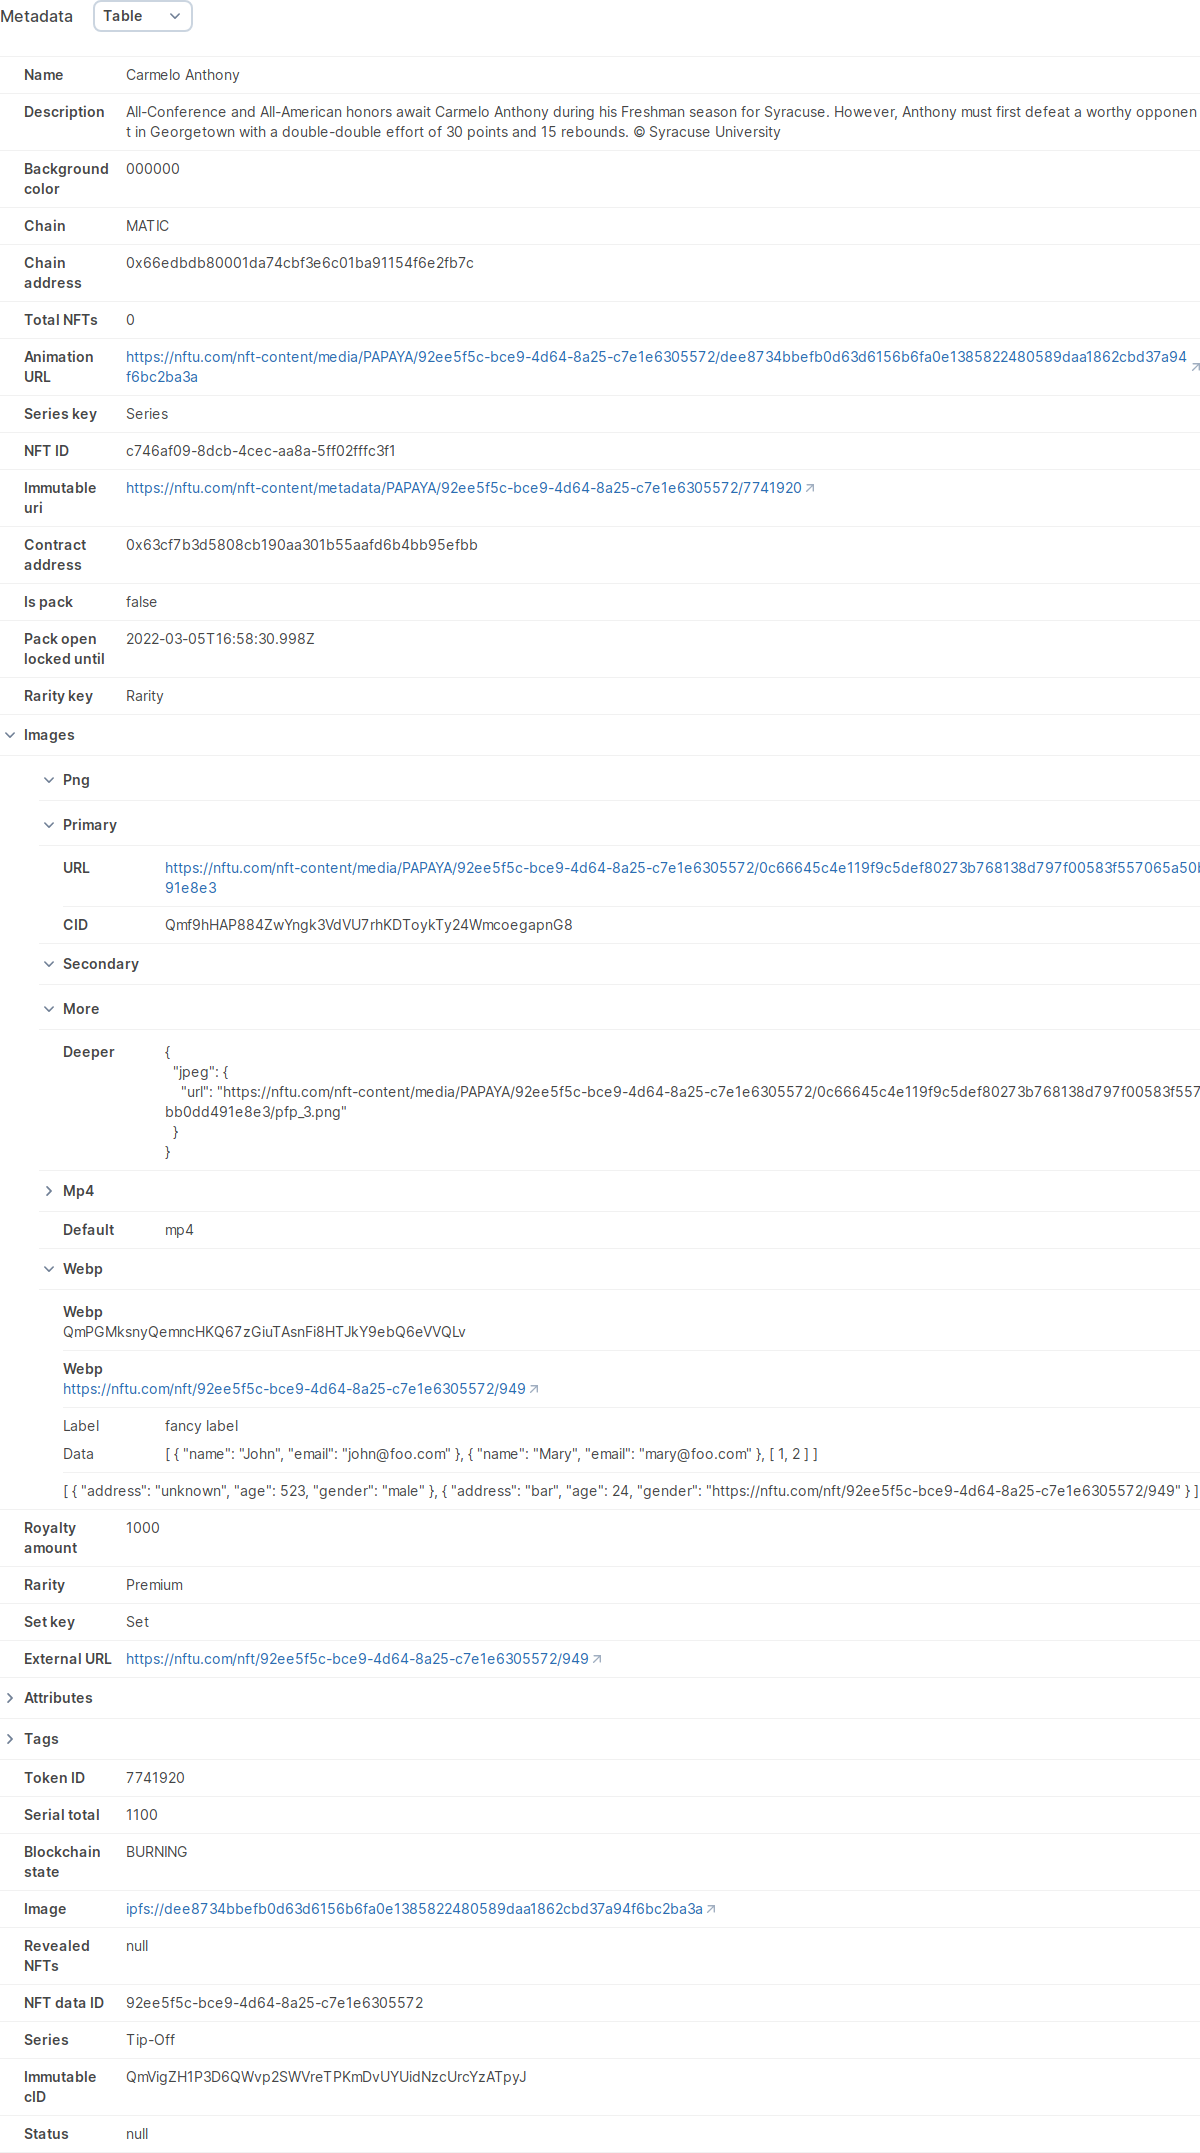 Metadata Table
Name Carmelo Anthony
Description All-Conference and All-American honors await Carmelo Anthony during his Freshman season for Syracuse. However, Anthony must first defeat a worthy opponen
t in Georgetown with a double-double effort of 30 points and 15 rebounds. © Syracuse University
Background 000000
color
Chain MATIC
Chain 0x66edbdb80001da74cbf3e6c01ba91154f6e2fb7c
address
Total NFTs 0
Animation https://nftu.com/nft-content/media/PAPAYA/92ee5f5c-bce9-4d64-8a25-c7e1e6305572/dee8734bbefb0d63d6156b6fa0e1385822480589daa1862cbd37a94
URL f6bc2ba3a
Series key Series
NFT ID c746af09-8dcb-4cec-aa8a-5ff02fffc3f1
Immutable https://nftu.com/nft-content/metadata/PAPAYA/92ee5f5c-bce9-4d64-8a25-c7e1e6305572/7741920
uri
Contract 0x63cf7b3d5808cb190aa301b55aafd6b4bb95efbb
address
Is pack false
Pack open 2022-03-05T16:58:30.998Z
locked until
Rarity key Rarity
Images
Png
Primary
URL https://nftu.com/nft-content/media/PAPAYA/92ee5f5c-bce9-4d64-8a25-c7e1e6305572/0c66645c4e119f9c5def80273b768138d797f00583f557065a50b
91e8e3
CID Qmf9hHAP884ZwYngk3VdVU7rhKDToykTy24WmcoegapnG8
Secondary
More
Deeper {
"jpeg": {
"url": "https://nftu.com/nft-content/media/PAPAYA/92ee5f5c-bce9-4d64-8a25-c7e1e6305572/0c66645c4e119f9c5def80273b768138d797f00583f557
bb0dd491e8e3/pfp_3.png"
}
}
Mp4
Default mp4
Webp
Webp
QmPGMksnyQemncHKQ67zGiuTAsnFi8HTJkY9ebQ6eVVQLv
Webp
https://nftu.com/nft/92ee5f5c-bce9-4d64-8a25-c7e1e6305572/949
Label fancy label
Data [ { "name": "John", "email": "john@foo.com" }, { "name": "Mary", "email": "mary@foo.com" }, [ 1, 2 ] ]
[ { "address": "unknown", "age": 523, "gender": "male" }, { "address": "bar", "age": 24, "gender": "https://nftu.com/nft/92ee5f5c-bce9-4d64-8a25-c7e1e6305572/949" } ]
Royalty 1000
amount
Rarity Premium
Set key Set
External URL https://nftu.com/nft/92ee5f5c-bce9-4d64-8a25-c7e1e6305572/949
Attributes
Tags
Token ID 7741920
Serial total 1100
Blockchain BURNING
state
Image ipfs://dee8734bbefb0d63d6156b6fa0e1385822480589daa1862cbd37a94f6bc2ba3a
Revealed null
NFTs
NFT data ID 92ee5f5c-bce9-4d64-8a25-c7e1e6305572
Series Tip-Off
Immutable QmVigZH1P3D6QWvp2SWVreTPKmDvUYUidNzcUrcYzATpyJ
cID
Status null